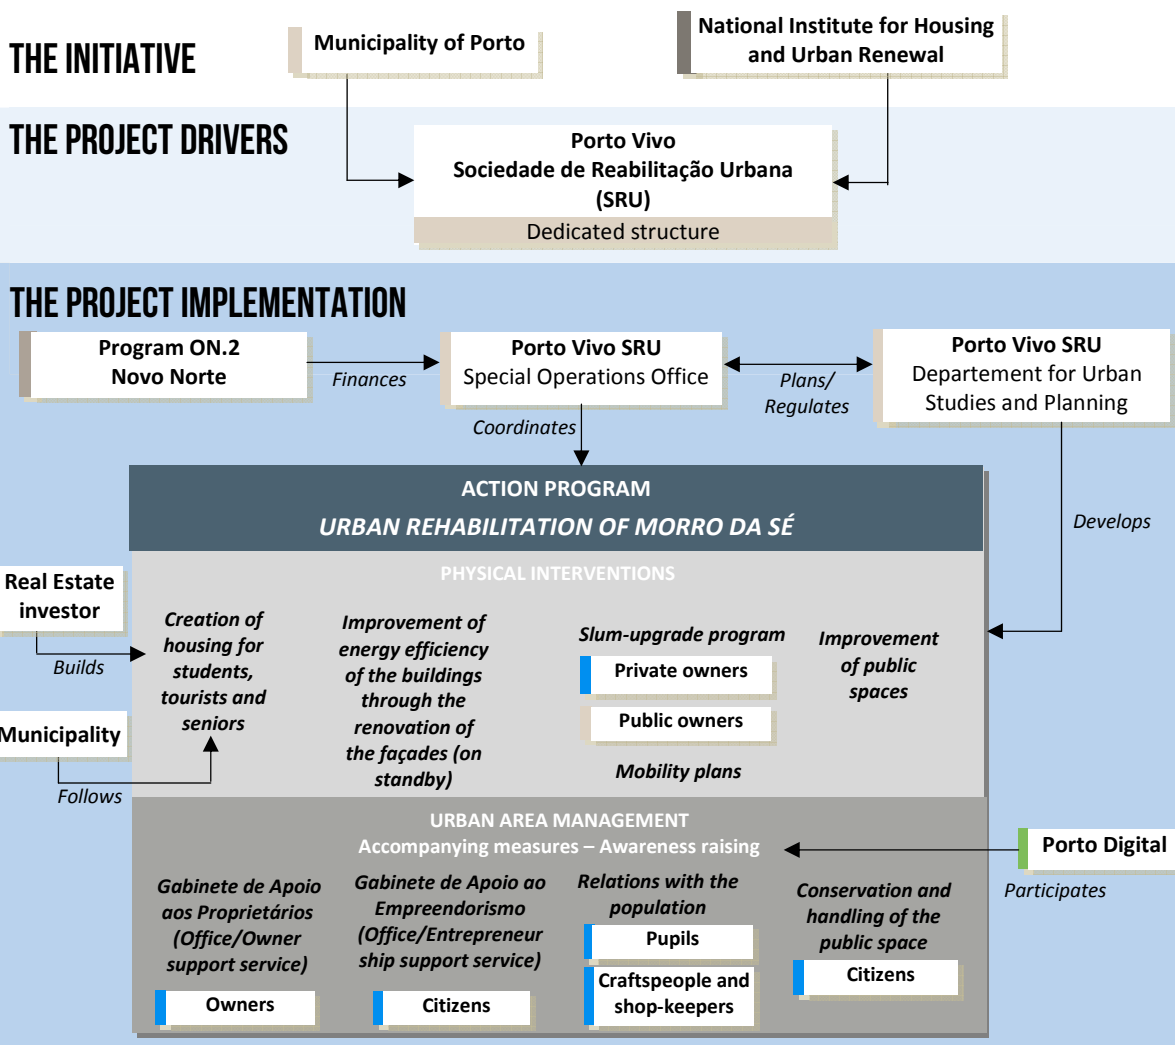 THE INITIATIVE
Municipality of Porto
National Institute for Housing
and Urban Renewal
THE PROJECT DRIVERS
Porto Vivo
Sociedade de Reabilitação Urbana
(SRU)
Dedicated structure
THE PROJECT IMPLEMENTATION
Program ON.2
Novo Norte
Finances
Porto Vivo SRU
Special Operations Office
Plans/
Regulates
Porto Vivo SRU
Departement for Urban
Studies and Planning
Coordinates
Develops
ACTION PROGRAM
URBAN REHABILITATION OF MORRO DA SÉ
PHYSICAL INTERVENTIONS
Real Estate
investor
Builds
Municipality
Follows
Creation of
housing for
students,
tourists and
seniors
Improvement of
energy efficiency
of the buildings
through the
renovation of
the façades (on
standby)
Slum-upgrade program
Private owners
Public owners
Mobility plans
Improvement
of public
spaces
URBAN AREA MANAGEMENT
Accompanying measures – Awareness raising
Porto Digital
Participates
Gabinete de Apoio
aos Proprietários
(Office/Owner
support service)
Owners
Gabinete de Apoio ao
Empreendorismo
(Office/Entrepreneur
ship support service)
Citizens
Relations with the
population
Pupils
Craftspeople and
shop-keepers
Conservation and
handling of the
public space
Citizens